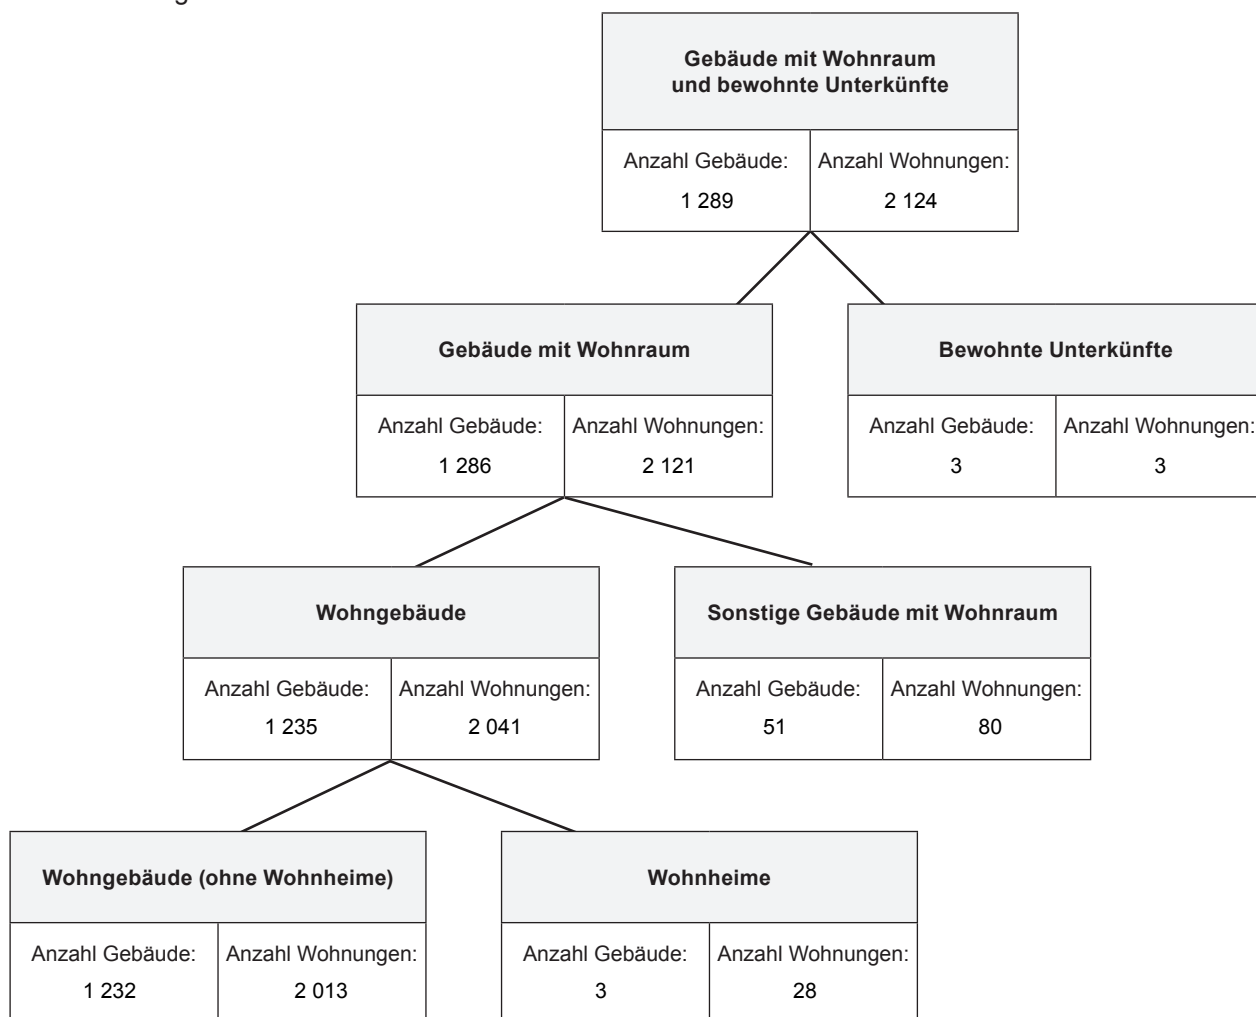 Gebäude mit Wohnraum
und bewohnte Unterkünfte
Anzahl Gebäude: Anzahl Wohnungen:
1 289 2 124
Gebäude mit Wohnraum Bewohnte Unterkünfte
Anzahl Gebäude: Anzahl Wohnungen: Anzahl Gebäude: Anzahl Wohnungen:
1 286 2 121 3 3
Wohngebäude Sonstige Gebäude mit Wohnraum
Anzahl Gebäude: Anzahl Wohnungen: Anzahl Gebäude: Anzahl Wohnungen:
1 235 2 041 51 80
Wohngebäude (ohne Wohnheime) Wohnheime
Anzahl Gebäude: Anzahl Wohnungen: Anzahl Gebäude: Anzahl Wohnungen:
1 232 2 013 3 28